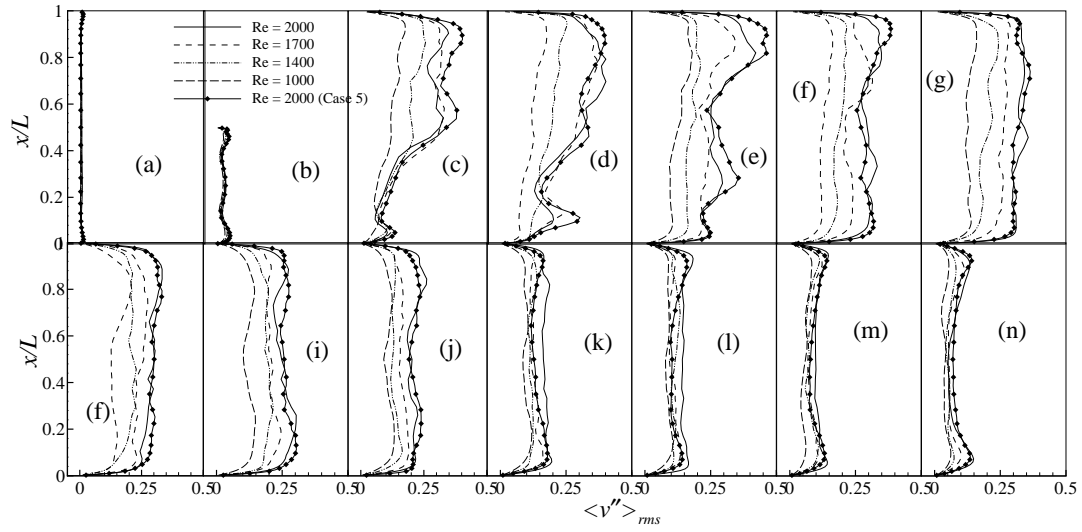 1
0.8
0.6
0.4
0.2
0
x/L
Re = 2000
Re = 1700
Re = 1400
Re = 1000
Re = 2000 (Case 5)
(a)
(b)
(c)
(d)
(e)
(f)
(g)
1
0.8
0.6
0.4
0.2
0
x/L
(f)
(i)
(j)
(k)
(l)
(m)
(n)
0 0.25 0.5 0 0.25 0.5 0 0.25 0.5 0 0.25 0.5 0 0.25 0.5 0 0.25 0.5 0 0.25 0.5
<v''>rms